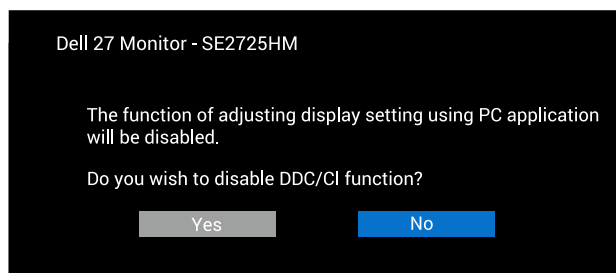 Dell 27 Monitor - SE2725HM
The function of adjusting display setting using PC application
will be disabled.
Do you wish to disable DDC/CI function?
Yes
No